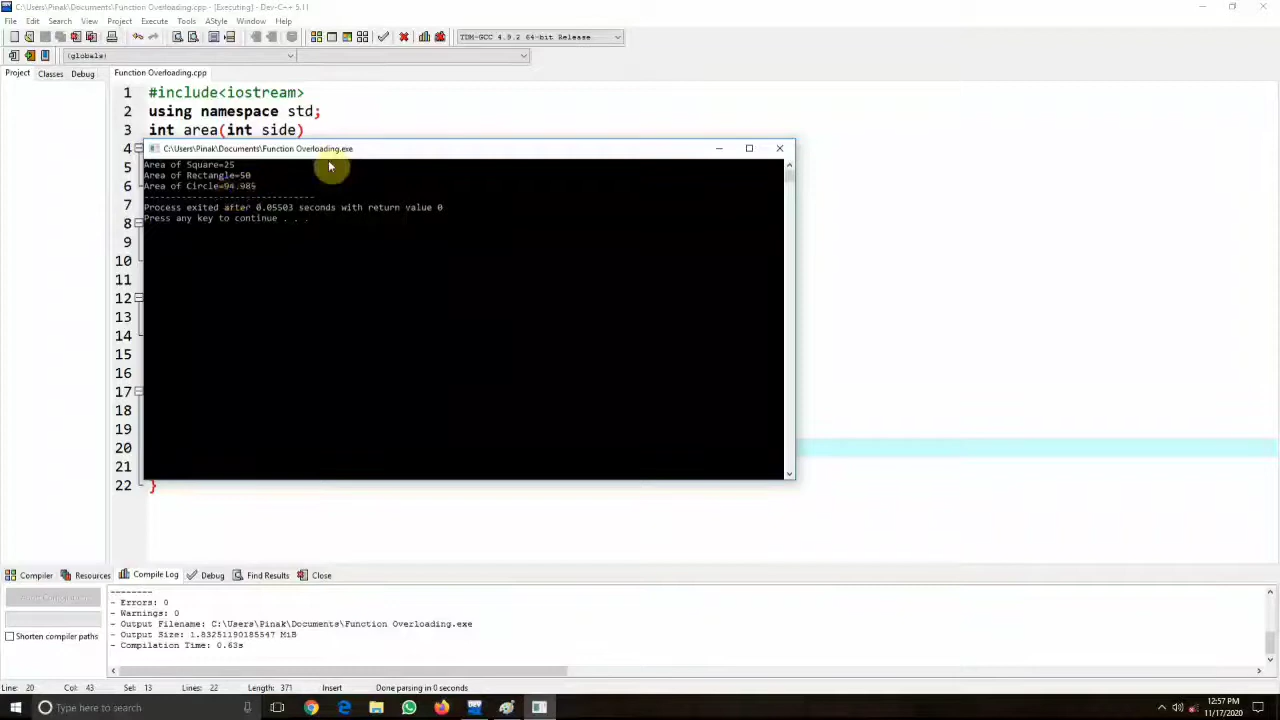 C:\Users\Pinak\Documents\Function Overloading.cpp - [Executing] - Dev-C++ 5.11
File Edit Search View Project Execute Tools AStyle Window Help
TDM-GCC 4.9.2 64-bit Release
(globals)
Project Classes Debug Function Overloading.cpp
1 #include<iostream>
2 using namespace std;
3 int area(int side)
4 C:\Users\Pinak\Documents\Function Overloading.exe
5 Area of Square=25
Area of Rectangle=50
6 Area of Circle=94.985
------------------------------
7 Process exited after 0.05503 seconds with return value 0
8 Press any key to continue . . .
9
10
11
12
13
14
15
16
17
18
19
20
21
22 }
Compiler Resources Compile Log Debug Find Results Close
--------
- Errors: 0
- Warnings: 0
- Output Filename: C:\Users\Pinak\Documents\Function Overloading.exe
Shorten compiler paths - Output Size: 1.83251190185547 MiB
- Compilation Time: 0.63s
Line: 20 Col: 43 Sel: 13 Lines: 22 Length: 371 Insert Done parsing in 0 seconds
Type here to search 12:57 PM
11/17/2020